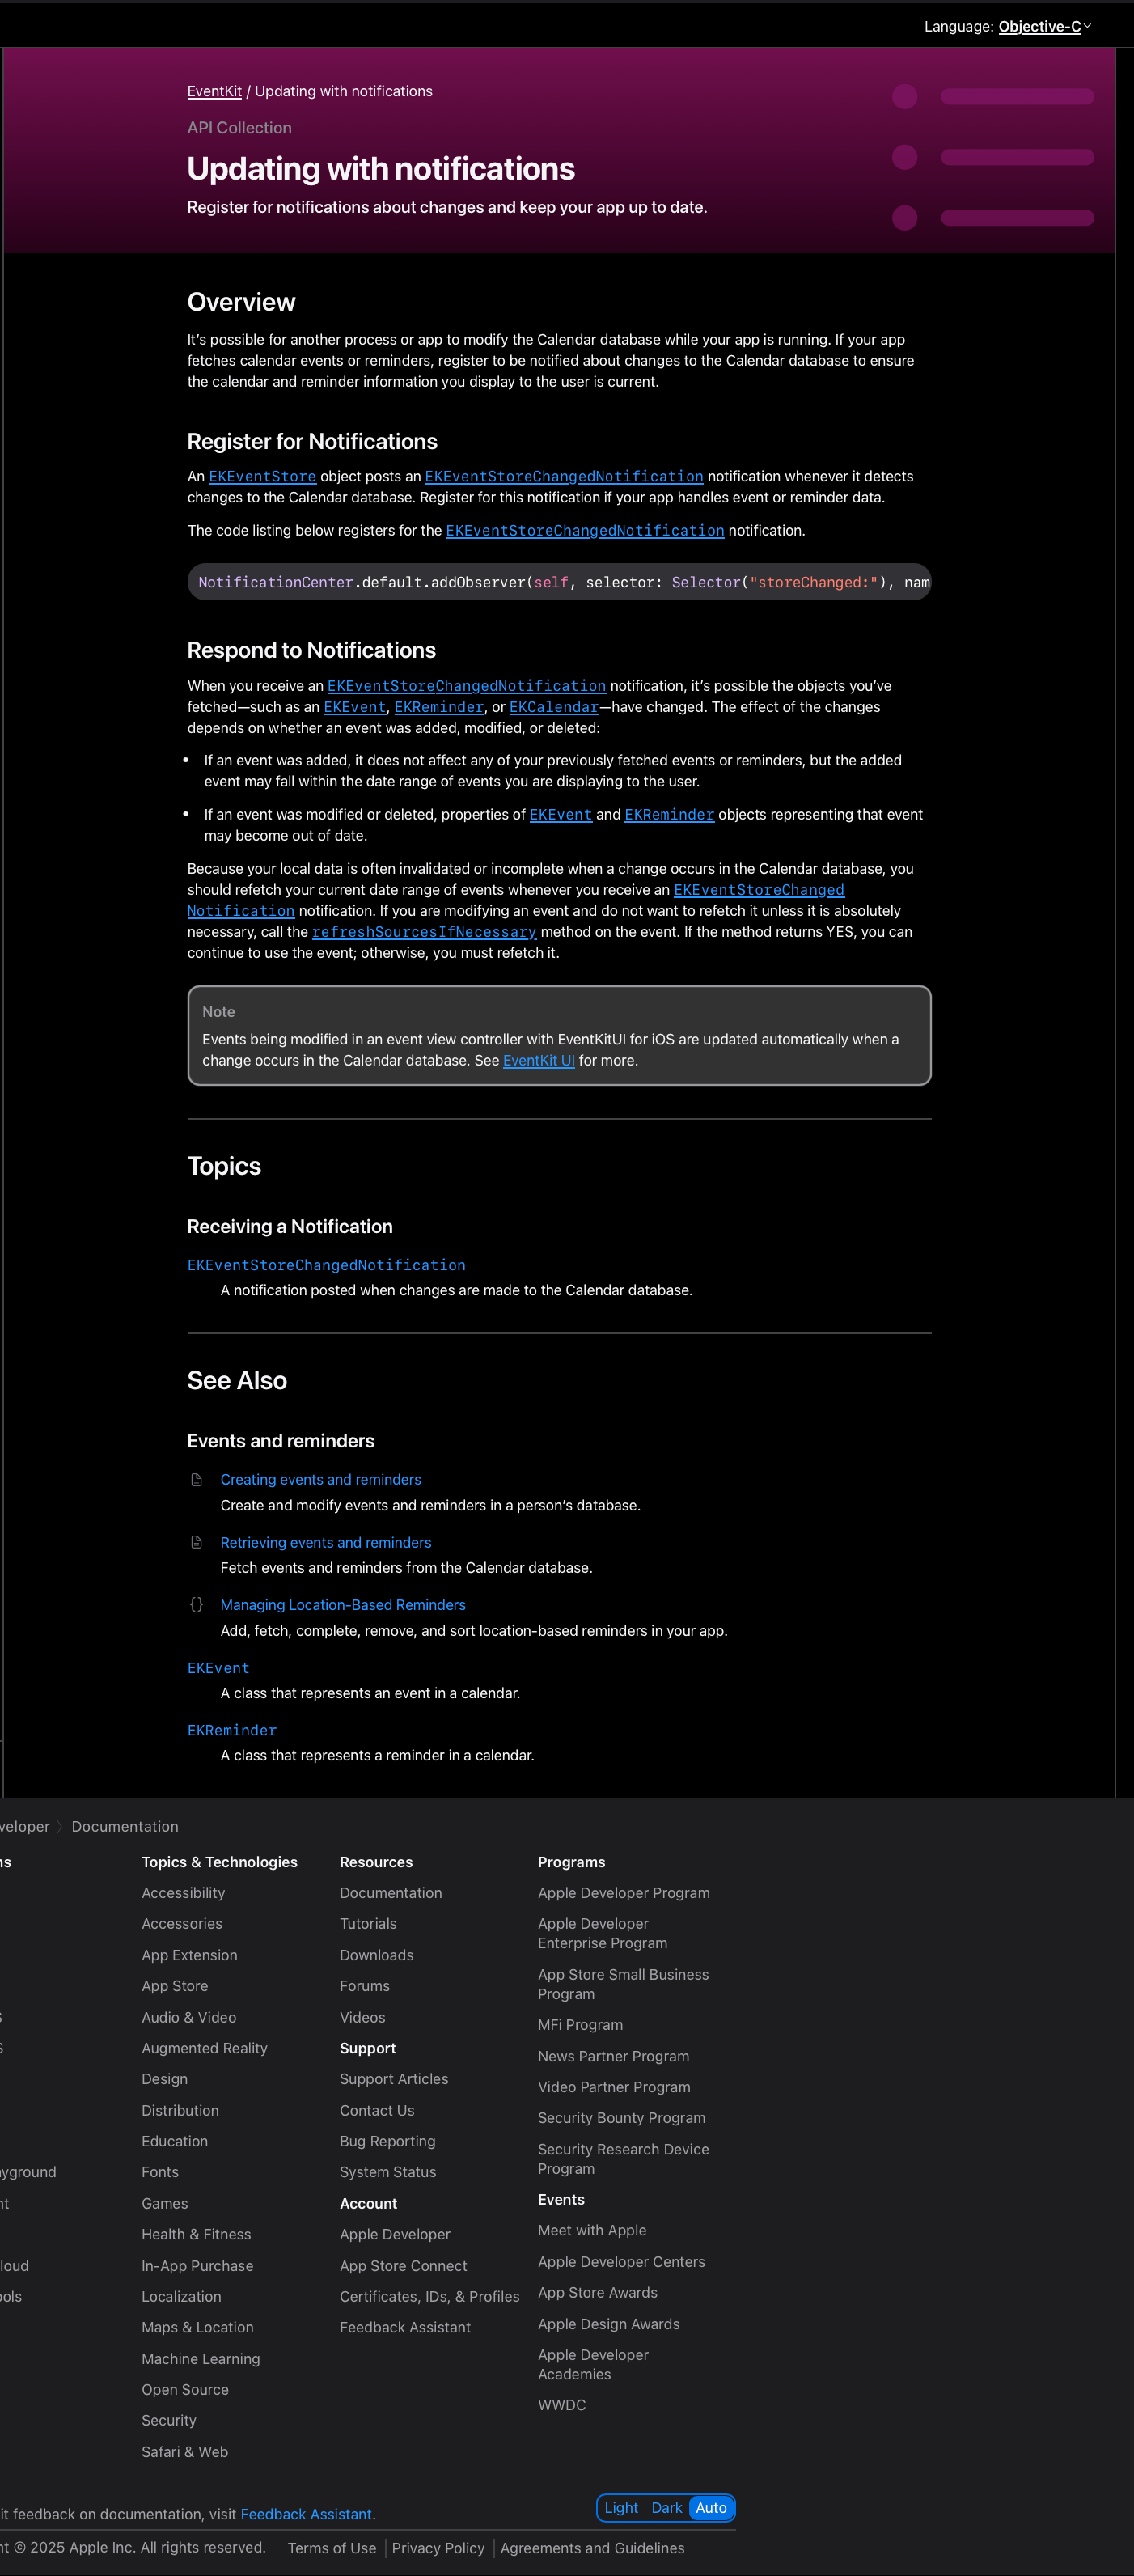 Language: Objective-C
EventKit / Updating with notifications
API Collection
Updating with notifications
Register for notifications about changes and keep your app up to date.
Overview
It’s possible for another process or app to modify the Calendar database while your app is running. If your app
fetches calendar events or reminders, register to be notified about changes to the Calendar database to ensure
the calendar and reminder information you display to the user is current.
Register for Notifications
An EKEventStore object posts an EKEventStoreChangedNotification notification whenever it detects
changes to the Calendar database. Register for this notification if your app handles event or reminder data.
The code listing below registers for the EKEventStoreChangedNotification notification.
NotificationCenter.default.addObserver(self, selector: Selector("storeChanged:"), nam
Respond to Notifications
When you receive an EKEventStoreChangedNotification notification, it’s possible the objects you’ve
fetched—such as an EKEvent, EKReminder, or EKCalendar—have changed. The effect of the changes
depends on whether an event was added, modified, or deleted:
• If an event was added, it does not affect any of your previously fetched events or reminders, but the added
event may fall within the date range of events you are displaying to the user.
• If an event was modified or deleted, properties of EKEvent and EKReminder objects representing that event
may become out of date.
Because your local data is often invalidated or incomplete when a change occurs in the Calendar database, you
should refetch your current date range of events whenever you receive an EKEventStoreChanged
Notification notification. If you are modifying an event and do not want to refetch it unless it is absolutely
necessary, call the refreshSourcesIfNecessary method on the event. If the method returns YES, you can
continue to use the event; otherwise, you must refetch it.
Note
Events being modified in an event view controller with EventKitUI for iOS are updated automatically when a
change occurs in the Calendar database. See EventKit UI for more.
Topics
Receiving a Notification
EKEventStoreChangedNotification
A notification posted when changes are made to the Calendar database.
See Also
Events and reminders
Creating events and reminders
Create and modify events and reminders in a person’s database.
Retrieving events and reminders
Fetch events and reminders from the Calendar database.
{} Managing Location-Based Reminders
Add, fetch, complete, remove, and sort location-based reminders in your app.
EKEvent
A class that represents an event in a calendar.
EKReminder
A class that represents a reminder in a calendar.
veloper Documentation
ns
S
S
yground
nt
loud
ools
Topics & Technologies
Accessibility
Accessories
App Extension
App Store
Audio & Video
Augmented Reality
Design
Distribution
Education
Fonts
Games
Health & Fitness
In-App Purchase
Localization
Maps & Location
Machine Learning
Open Source
Security
Safari & Web
Resources
Documentation
Tutorials
Downloads
Forums
Videos
Support
Support Articles
Contact Us
Bug Reporting
System Status
Account
Apple Developer
App Store Connect
Certificates, IDs, & Profiles
Feedback Assistant
Programs
Apple Developer Program
Apple Developer
Enterprise Program
App Store Small Business
Program
MFi Program
News Partner Program
Video Partner Program
Security Bounty Program
Security Research Device
Program
Events
Meet with Apple
Apple Developer Centers
App Store Awards
Apple Design Awards
Apple Developer
Academies
WWDC
it feedback on documentation, visit Feedback Assistant.
Light Dark Auto
nt © 2025 Apple Inc. All rights reserved. Terms of Use Privacy Policy Agreements and Guidelines